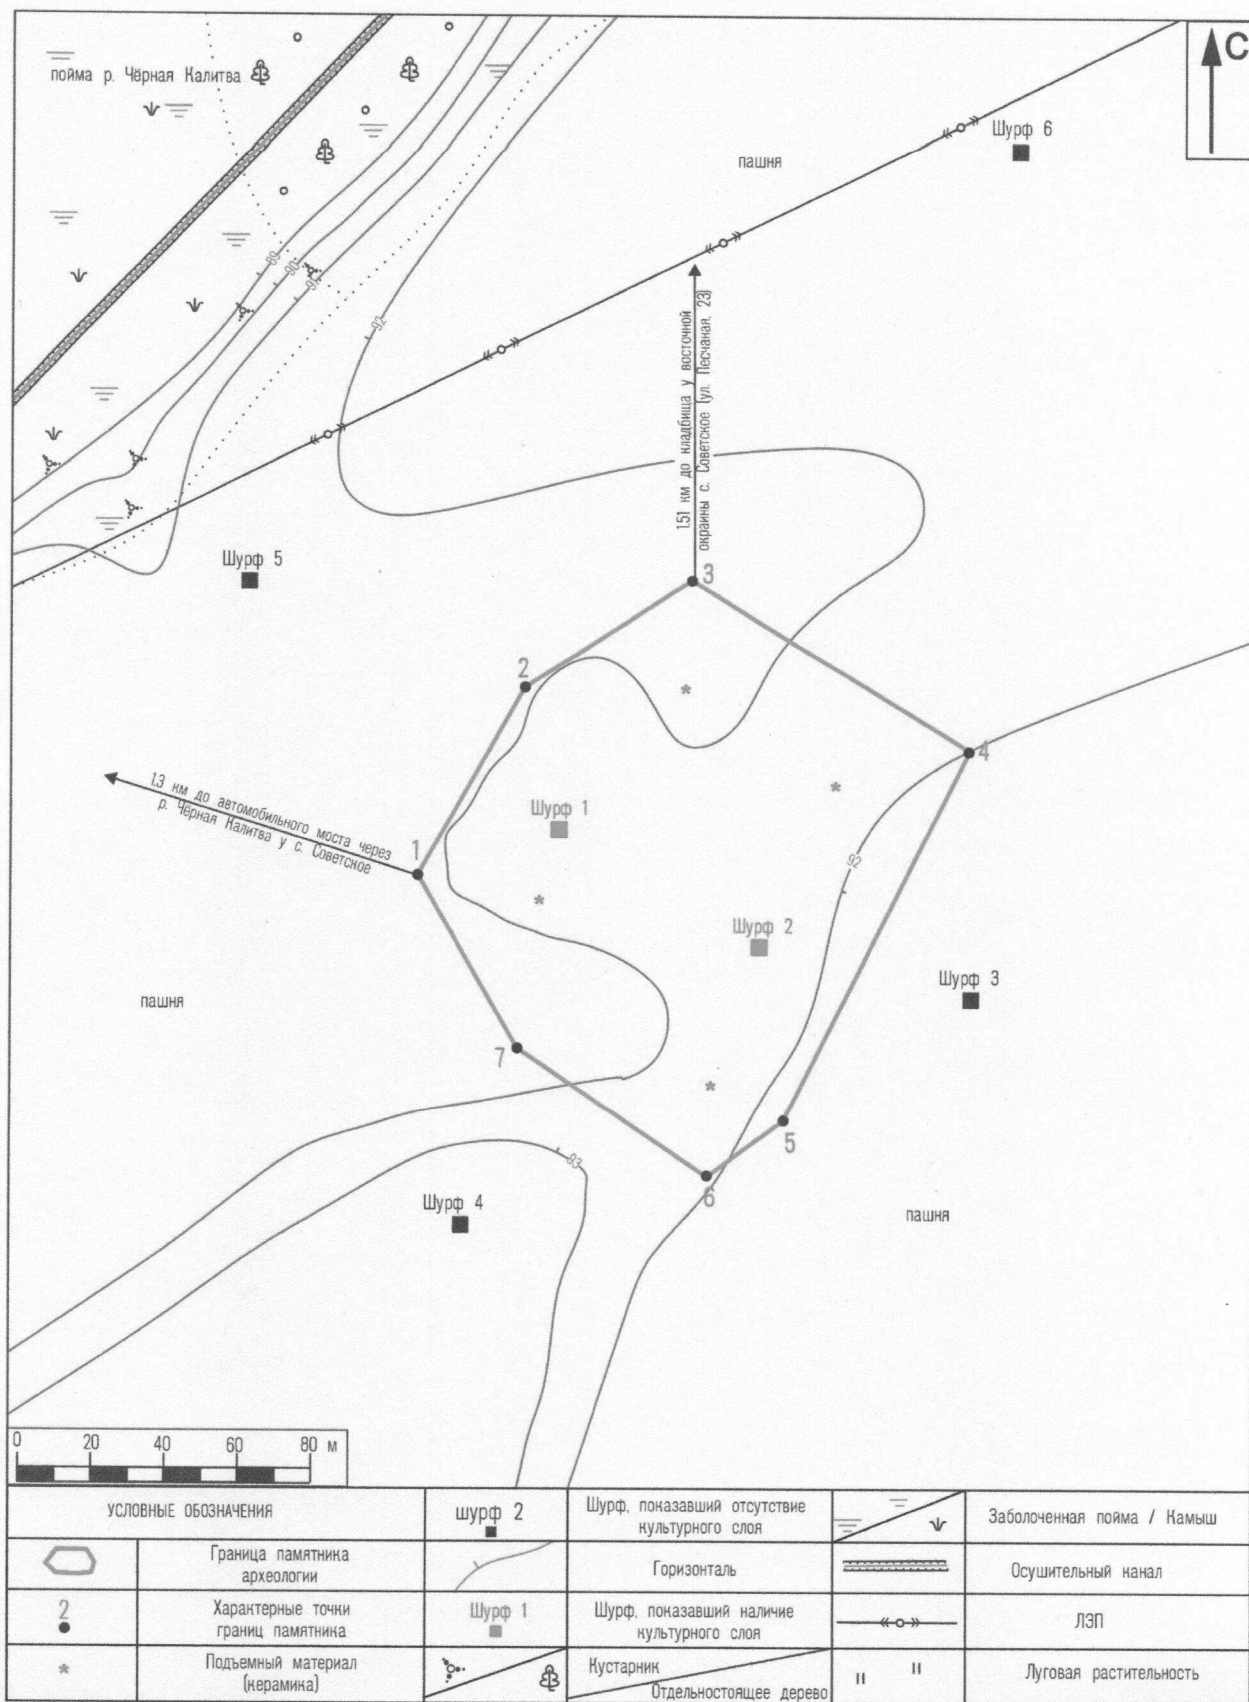 С
пойма р. Чёрная Калитва
Шурф 6
пашня
89
90
91
92
1.51 км до кладбища у восточной
окраины с. Советское (ул. Песчаная, 23)
Шурф 5
3
2
4
1.3 км до автомобильного моста через
р. Чёрная Калитва у с. Советское
1
Шурф 1
92
Шурф 2
Шурф 3
пашня
7
5
93
6
Шурф 4
пашня
0 20 40 60 80 м
УСЛОВНЫЕ ОБОЗНАЧЕНИЯ
Граница памятника
археологии
2
Характерные точки
границ памятника
Подъемный материал
(керамика)
шурф 2
Шурф, показавший отсутствие
культурного слоя
Горизонталь
Шурф 1
Шурф, показавший наличие
культурного слоя
Кустарник
Отдельностоящее дерево
Заболоченная пойма / Камыш
Осушительный канал
ЛЭП
Луговая растительность